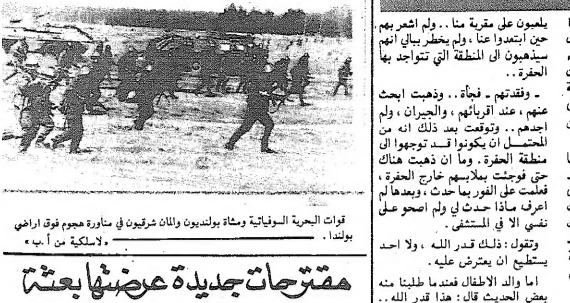 يلعبون على مقربة منا . . ولم اشعر بهم
حين ابتعدوا عنا ، ولم يخطر ببالي انهم
سيذهبون الى المنطقة التي تتواجد بها
الحفرة . .
ـ وفقدتهم ـ فجأة . . وذهبت ابحث
عنهم ، عند اقربائهم ، والجيران ، ولم
اجدهم . . وتوقعت بعد ذلك انه من
المحتمل ان يكونوا قد توجهوا الى
منطقة الحفرة . وما ان ذهبت هناك
حتى فوجئت بملابسهم خارج الحفرة ،
فعلمت على الفور بما حدث ، وبعدها لم
اعرف ماذا حدث لي ولم اصحو على
نفسي الا في المستشفى .
وتقول : ذلك قدر الله ، ولا احد
يستطيع ان يعترض عليه .
اما والد الاطفال فعندما طلبنا منه
بعض الحديث قال : هذا قدر الله . .
قوات البحرية السوفياتية ومشاة بولنديون والمان شرقيون في مناورة هجوم فوق اراضي
بولندا . «لاسلكية من أ.ب»
مقترحات جديدة عرضتها بعثة